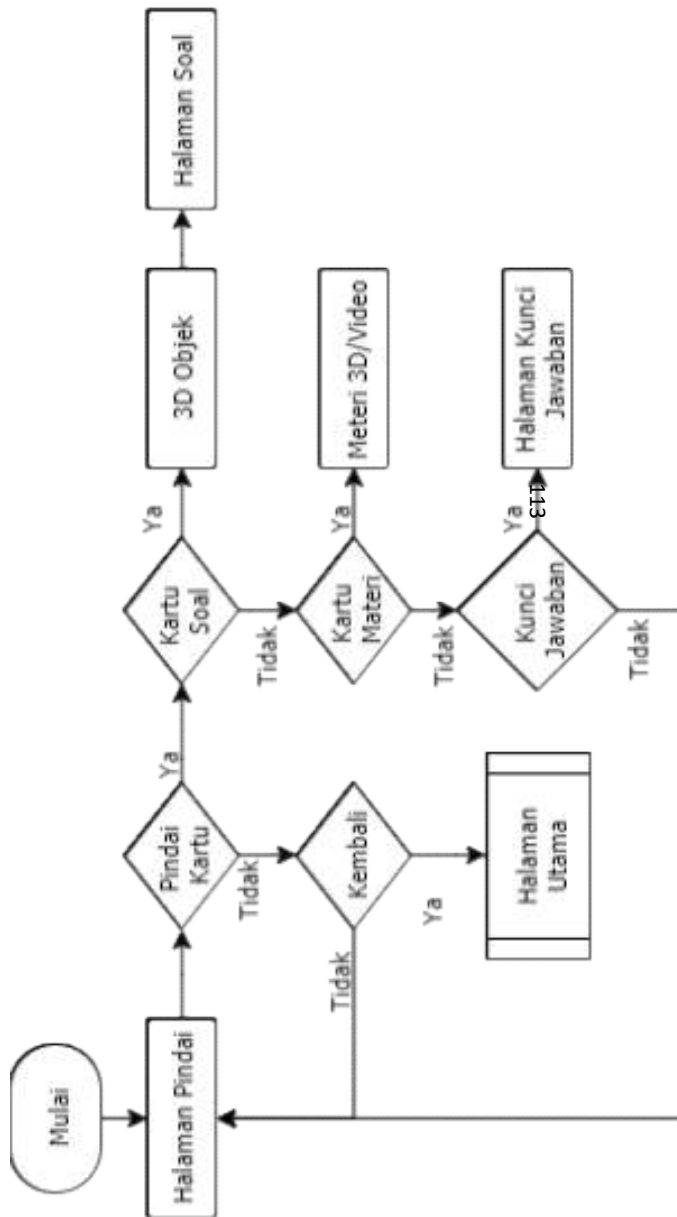 Mulai
Halaman Pindai
Pindai
Kartu
Ya
Tidak
Kembali
Tidak
Ya
Halaman
Utama
Kartu
Soal
Ya
Tidak
3D Objek
Halaman Soal
Kartu
Materi
Ya
Tidak
Meteri 3D/Video
Kunci
Jawaban
Ya
Tidak
Halaman Kunci
Jawaban
113